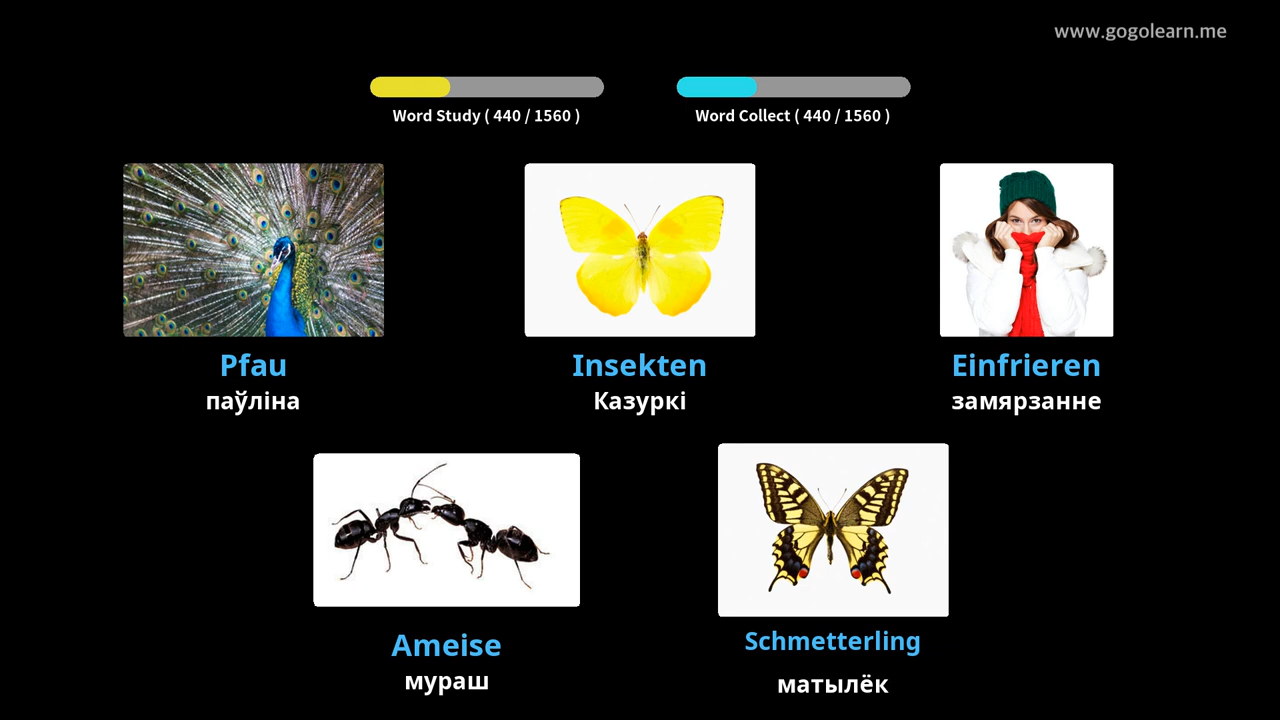 www.gogolearn.me
Word Study ( 440 / 1560 )
Word Collect ( 440 / 1560 )
Pfau
паўліна
Insekten
Казуркі
Einfrieren
замярзанне
Ameise
мураш
Schmetterling
матылёк